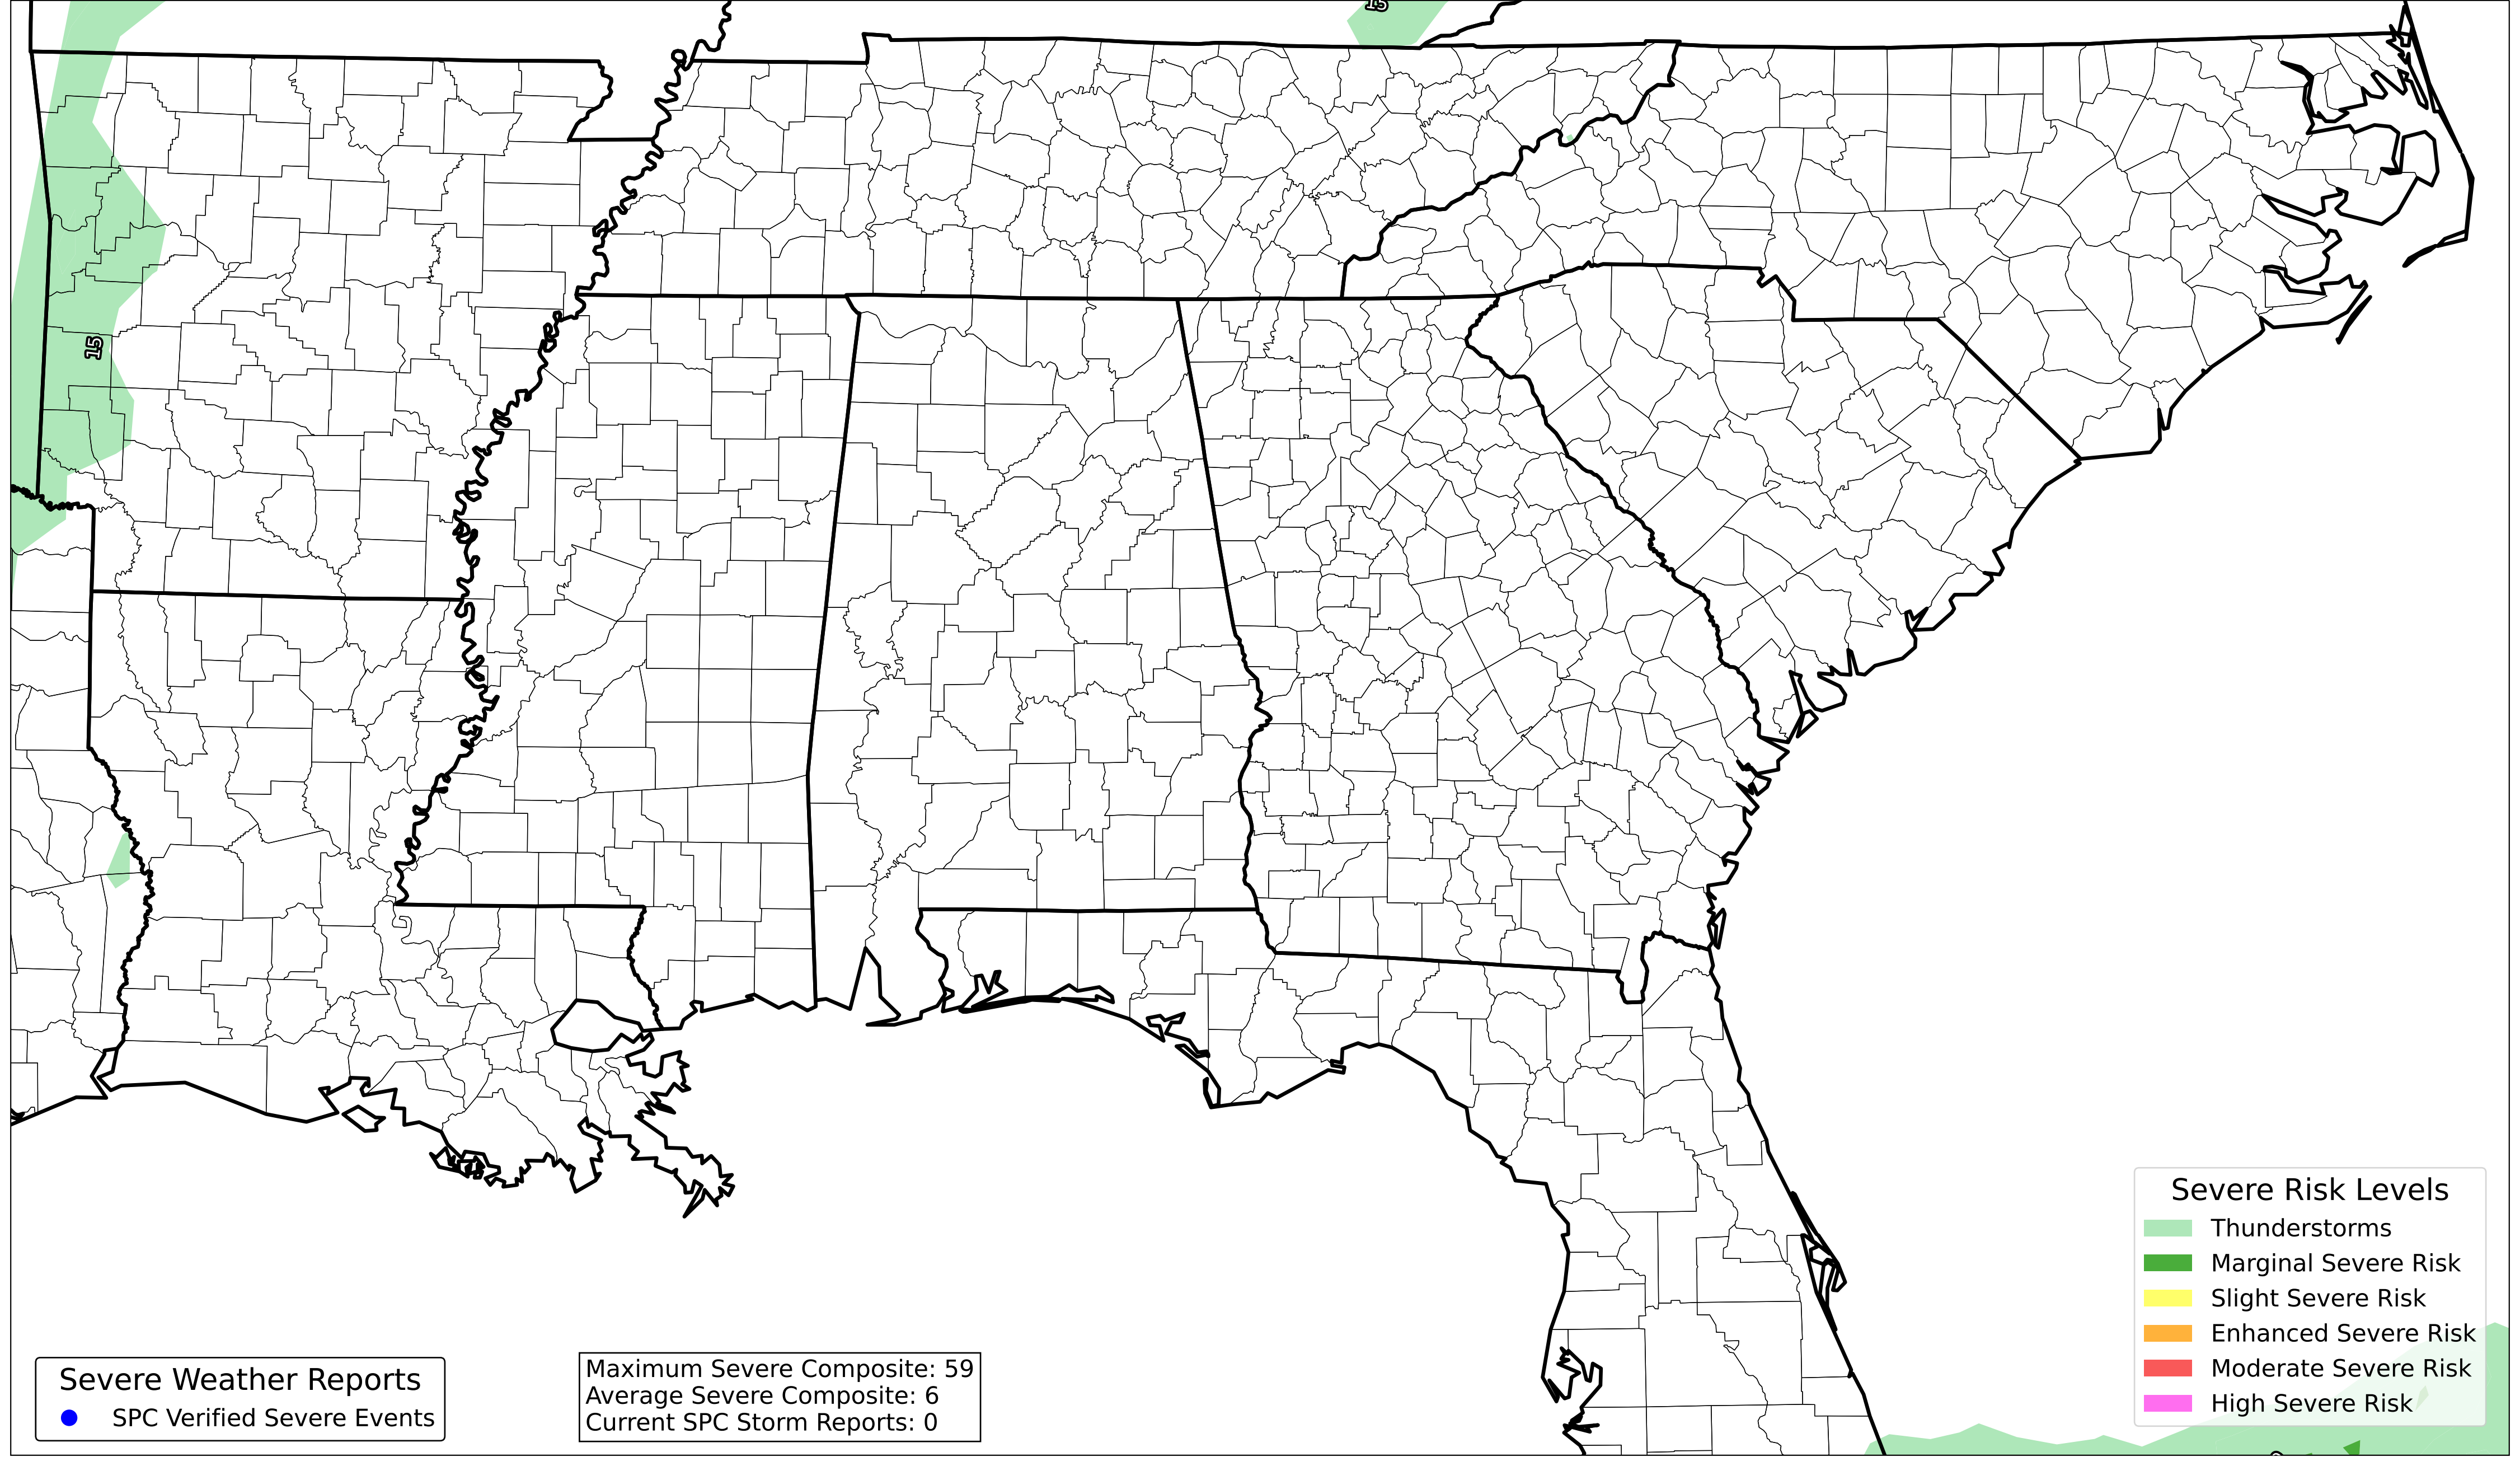 15
15
Severe Risk Levels
Thunderstorms
Marginal Severe Risk
Slight Severe Risk
Enhanced Severe Risk
Moderate Severe Risk
High Severe Risk
Severe Weather Reports
SPC Verified Severe Events
Maximum Severe Composite: 59
Average Severe Composite: 6
Current SPC Storm Reports: 0